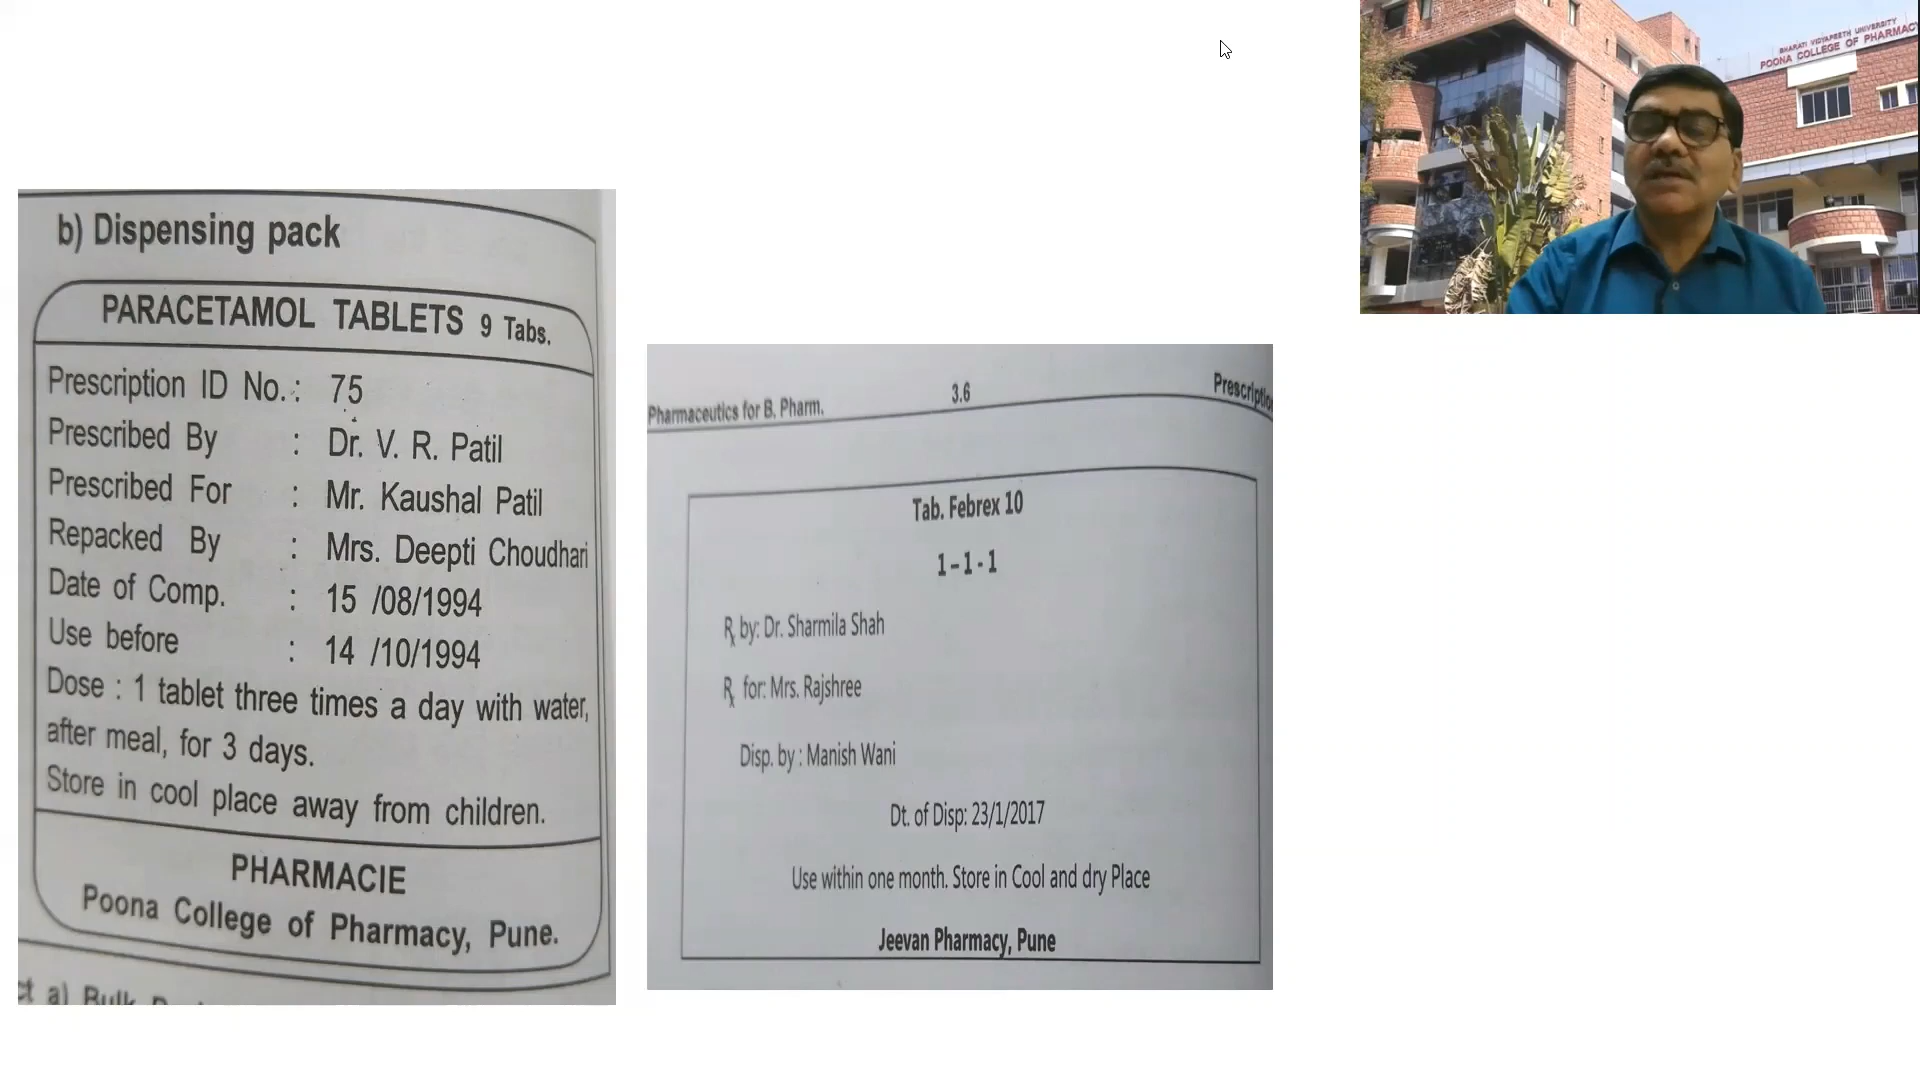 BHARATI VIDYAPEETH UNIVERSITY
POONA COLLEGE OF PHARMACY
b) Dispensing pack
PARACETAMOL TABLETS 9 Tabs.
Prescription ID No.: 75
Prescribed By : Dr. V. R. Patil
Prescribed For : Mr. Kaushal Patil
Repacked By : Mrs. Deepti Choudhari
Date of Comp. : 15 /08/1994
Use before : 14 /10/1994
Dose : 1 tablet three times a day with water,
after meal, for 3 days.
Store in cool place away from children.
PHARMACIE
Poona College of Pharmacy, Pune.
a) Bulk
Pharmaceutics for B. Pharm. 3.6 Prescriptio
Tab. Febrex 10
1-1-1
℞ by: Dr. Sharmila Shah
℞ for: Mrs. Rajshree
Disp. by : Manish Wani
Dt. of Disp: 23/1/2017
Use within one month. Store in Cool and dry Place
Jeevan Pharmacy, Pune